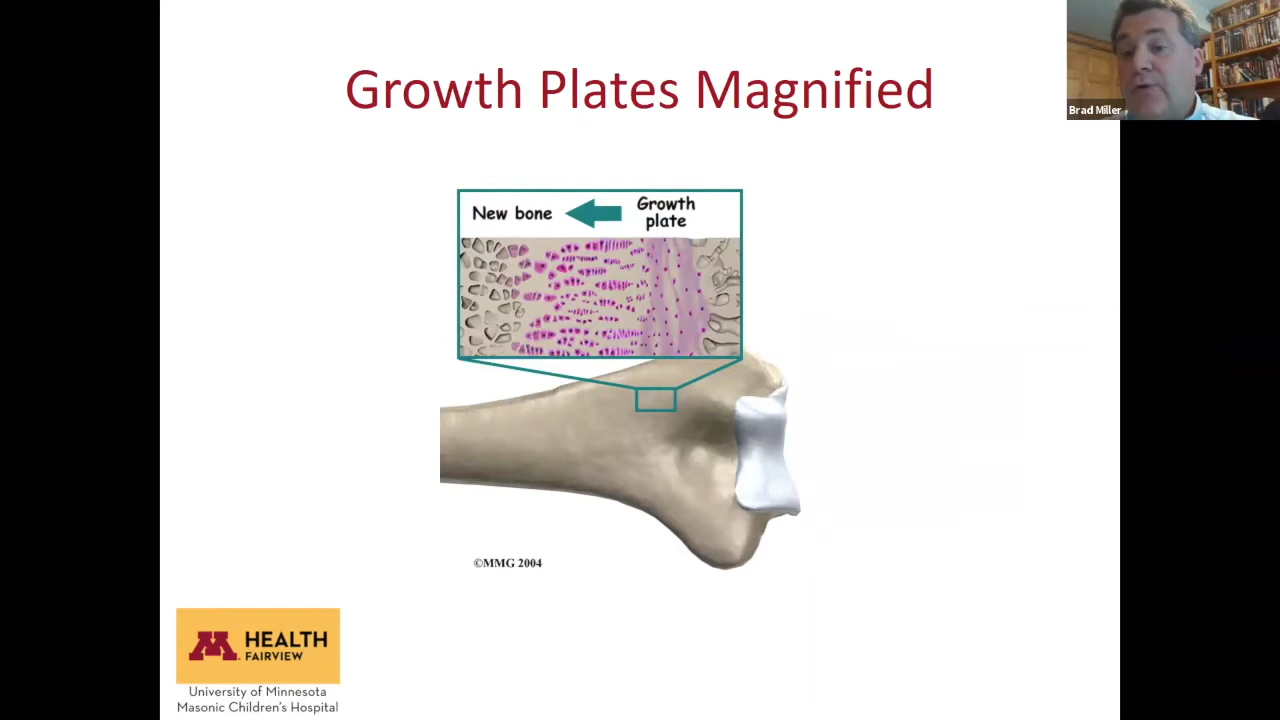 Growth Plates Magnified
Brad Miller
New bone
Growth
plate
©MMG 2004
M HEALTH
FAIRVIEW
University of Minnesota
Masonic Children's Hospital